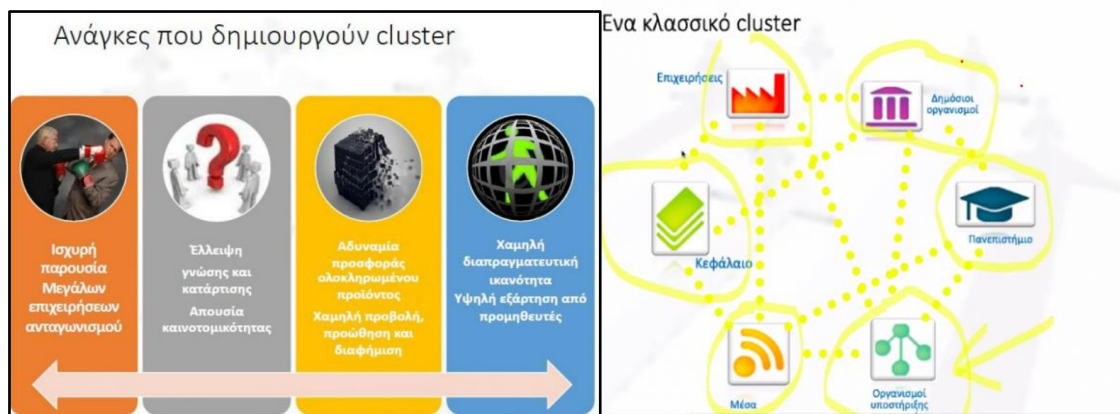 Ανάγκες που δημιουργούν cluster
Ισχυρή
παρουσία
Μεγάλων
επιχειρήσεων
ανταγωνισμού
Έλλειψη
γνώσης και
κατάρτισης
Απουσία
καινοτομικότητας
Αδυναμία
προσφοράς
ολοκληρωμένου
προϊόντος
Χαμηλή προβολή,
προώθηση και
διαφήμιση
Χαμηλή
διαπραγματευτική
ικανότητα
Υψηλή εξάρτηση από
προμηθευτές
Ενα κλασσικό cluster
Επιχειρήσεις
Δημόσιοι
οργανισμοί
Κεφάλαιο
Πανεπιστήμιο
Μέσα
Οργανισμοί
υποστήριξης